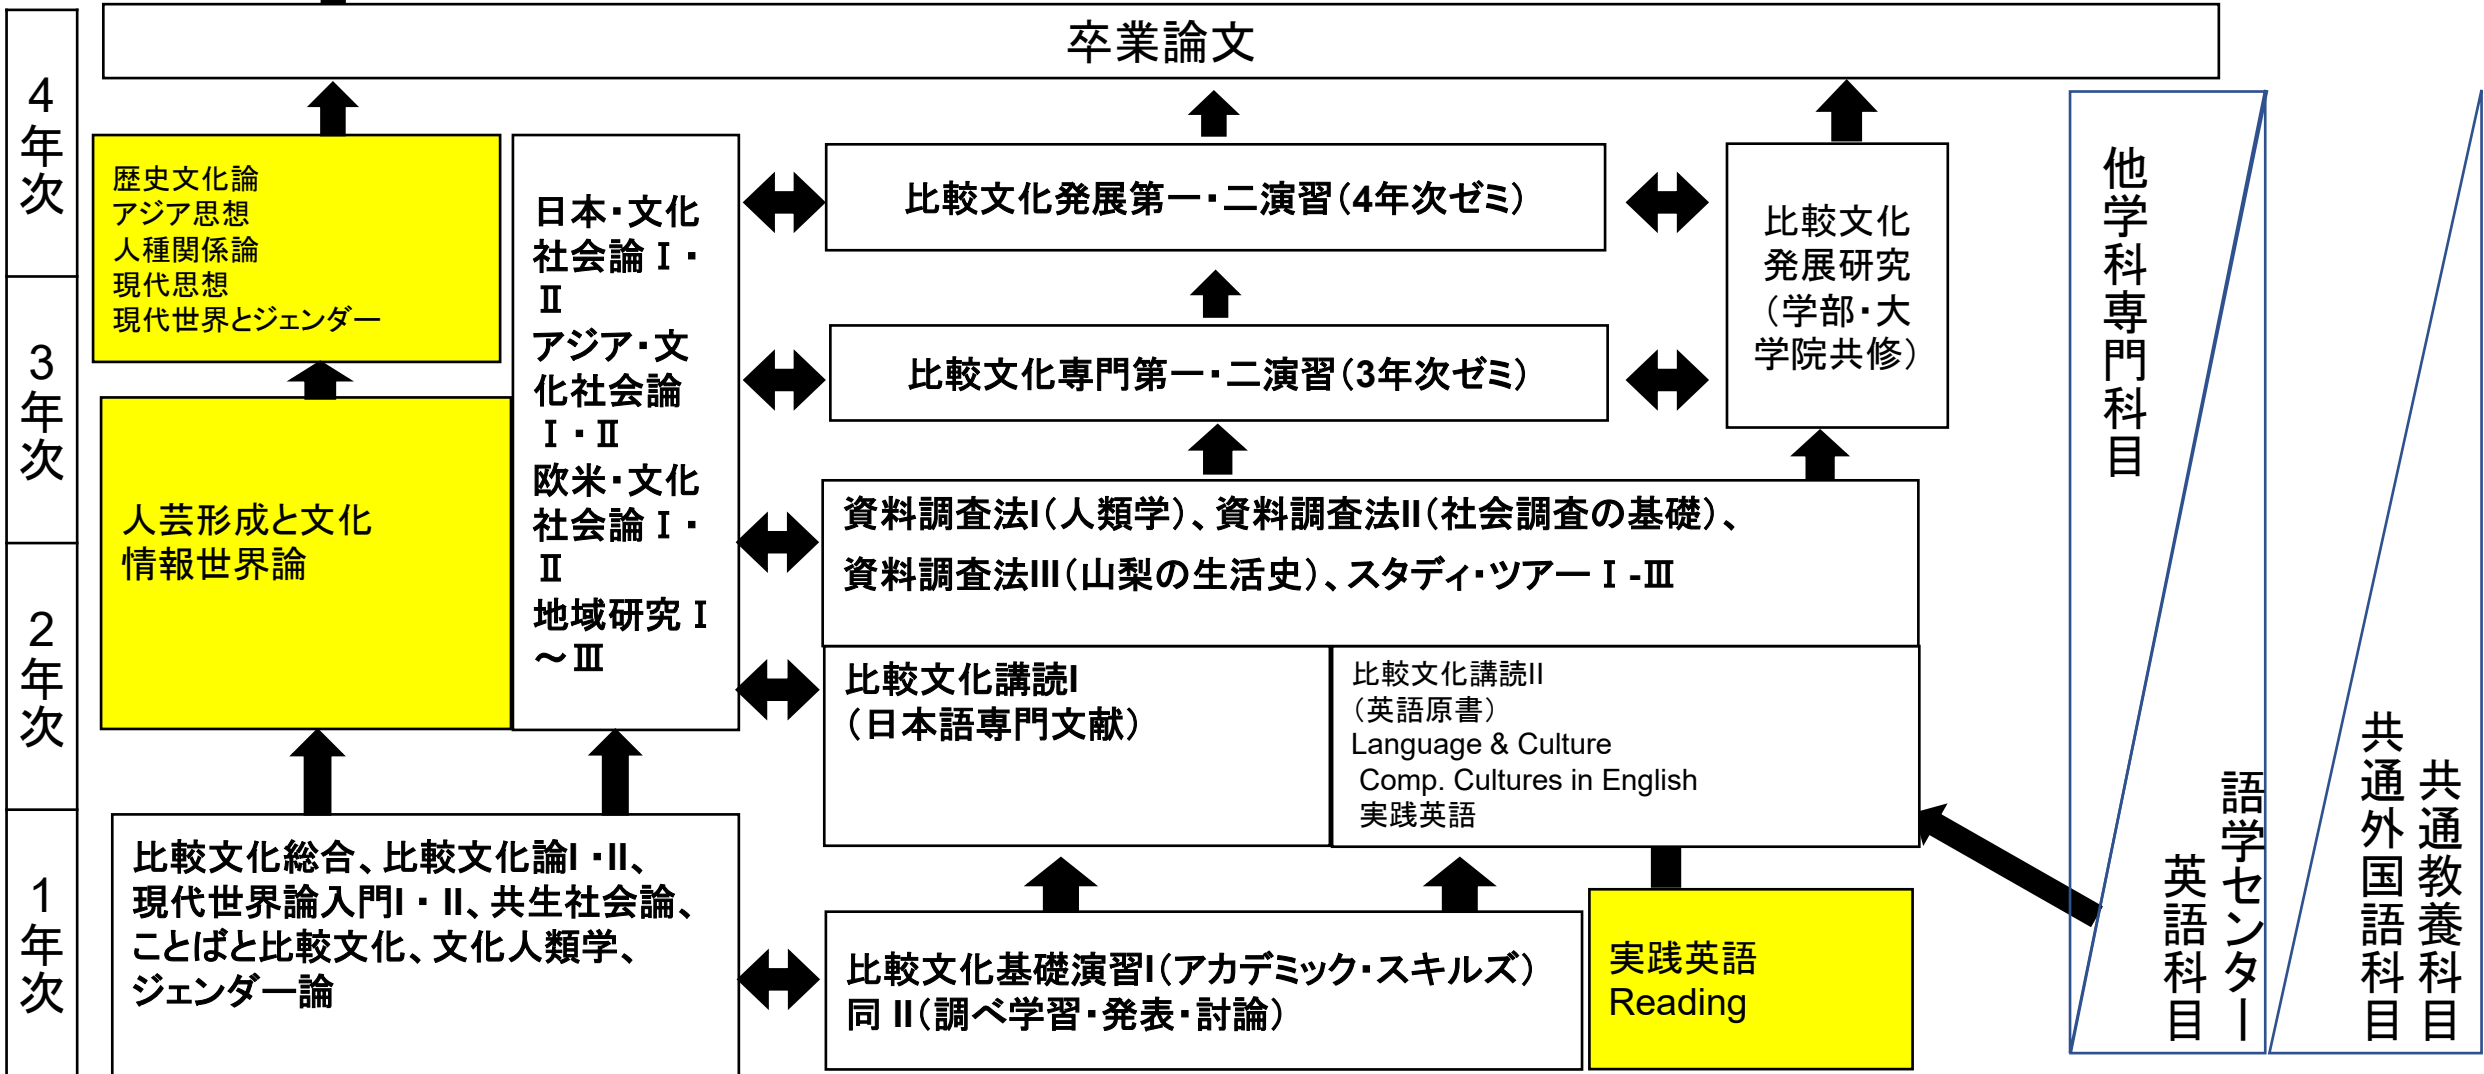 卒業論文
4年次
3年次
2年次
1年次
歴史文化論
アジア思想
人種関係論
現代思想
現代世界とジェンダー
人芸形成と文化
情報世界論
日本・文化
社会論Ⅰ・
Ⅱ
アジア・文
化社会論
Ⅰ・Ⅱ
欧米・文化
社会論Ⅰ・
Ⅱ
地域研究Ⅰ
～Ⅲ
比較文化発展第一・二演習（4年次ゼミ）
比較文化専門第一・二演習（3年次ゼミ）
比較文化
発展研究
（学部・大
学院共修）
資料調査法I（人類学）、資料調査法II（社会調査の基礎）、
資料調査法III（山梨の生活史）、スタディ・ツアーⅠ-Ⅲ
比較文化講読I
（日本語専門文献）
比較文化講読II
（英語原書）
Language & Culture
Comp. Cultures in English
実践英語
比較文化総合、比較文化論I・II、
現代世界論入門I・II、共生社会論、
ことばと比較文化、文化人類学、
ジェンダー論
比較文化基礎演習I（アカデミック・スキルズ）
同 II（調べ学習・発表・討論）
実践英語
Reading
他学科専門科目
語学センター
英語科目
共通教養科目
共通外国語科目